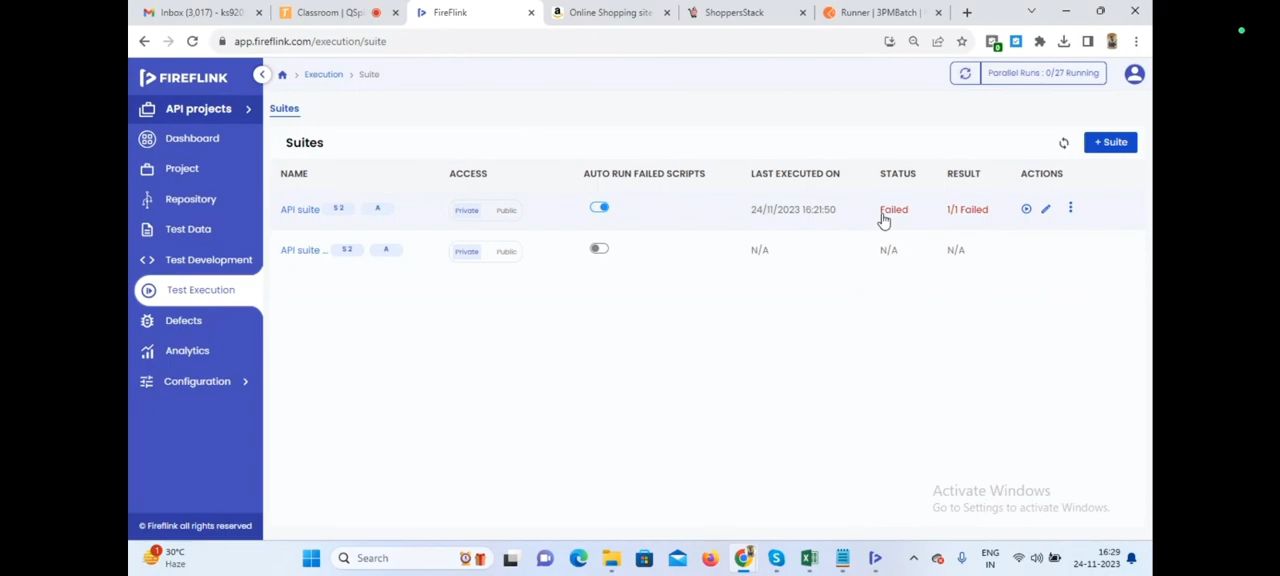 Inbox (3,017) - ks920
Classroom | QSp
FireFlink
Online Shopping site
ShoppersStack
Runner | 3PMBatch |
app.fireflink.com/execution/suite
FIREFLINK
Execution > Suite
Parallel Runs : 0/27 Running
API projects
Suites
Dashboard
Suites
+ Suite
Project
NAME ACCESS AUTO RUN FAILED SCRIPTS LAST EXECUTED ON STATUS RESULT ACTIONS
Repository
API suite S 2 A Private Public 24/11/2023 16:21:50 Failed 1/1 Failed
Test Data
API suite ... S 2 A Private Public N/A N/A N/A
Test Development
Test Execution
Defects
Analytics
Configuration
Activate Windows
Go to Settings to activate Windows.
© Fireflink all rights reserved
1
30°C
Haze
Search
ENG
IN
16:29
24-11-2023